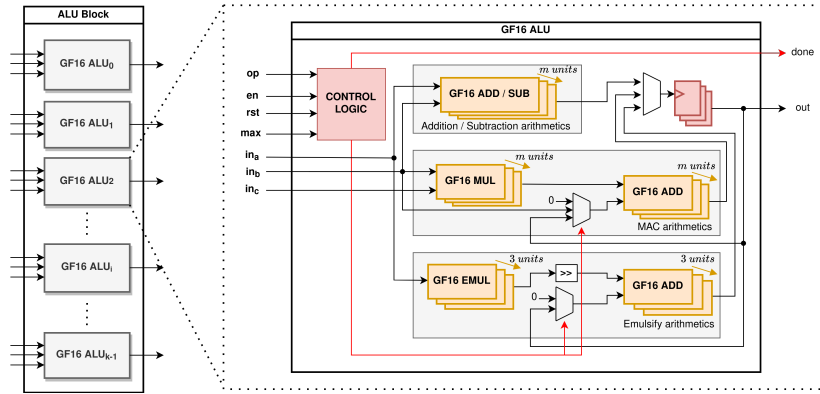 ALU Block
GF16 ALU0
GF16 ALU1
GF16 ALU2
GF16 ALUi
GF16 ALUk-1
GF16 ALU
done
op
en
rst
max
ina
inb
inc
CONTROL
LOGIC
m units
GF16 ADD / SUB
Addition / Subtraction arithmetics
out
m units
GF16 MUL
0
m units
GF16 ADD
MAC arithmetics
3 units
GF16 EMUL
>>
0
3 units
GF16 ADD
Emulsify arithmetics